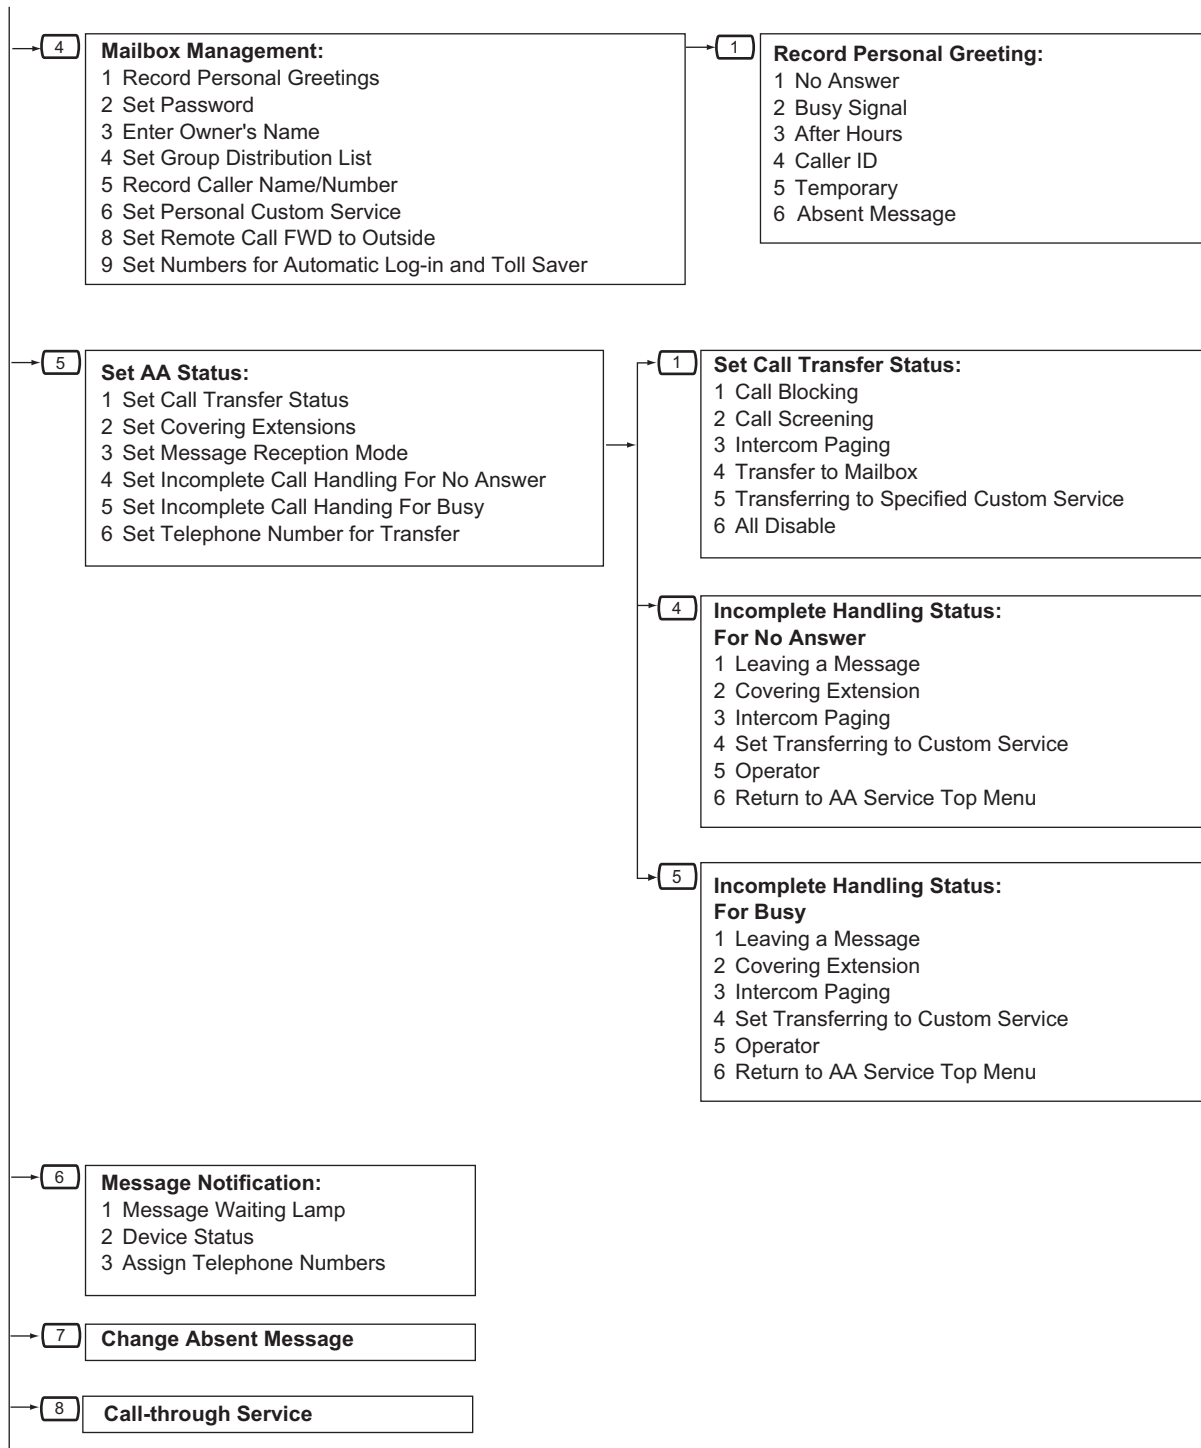 4
Mailbox Management:
1 Record Personal Greetings
2 Set Password
3 Enter Owner's Name
4 Set Group Distribution List
5 Record Caller Name/Number
6 Set Personal Custom Service
8 Set Remote Call FWD to Outside
9 Set Numbers for Automatic Log-in and Toll Saver
1
Record Personal Greeting:
1 No Answer
2 Busy Signal
3 After Hours
4 Caller ID
5 Temporary
6 Absent Message
5
Set AA Status:
1 Set Call Transfer Status
2 Set Covering Extensions
3 Set Message Reception Mode
4 Set Incomplete Call Handling For No Answer
5 Set Incomplete Call Handing For Busy
6 Set Telephone Number for Transfer
1
Set Call Transfer Status:
1 Call Blocking
2 Call Screening
3 Intercom Paging
4 Transfer to Mailbox
5 Transferring to Specified Custom Service
6 All Disable
4
Incomplete Handling Status:
For No Answer
1 Leaving a Message
2 Covering Extension
3 Intercom Paging
4 Set Transferring to Custom Service
5 Operator
6 Return to AA Service Top Menu
5
Incomplete Handling Status:
For Busy
1 Leaving a Message
2 Covering Extension
3 Intercom Paging
4 Set Transferring to Custom Service
5 Operator
6 Return to AA Service Top Menu
6
Message Notification:
1 Message Waiting Lamp
2 Device Status
3 Assign Telephone Numbers
7
Change Absent Message
8
Call-through Service